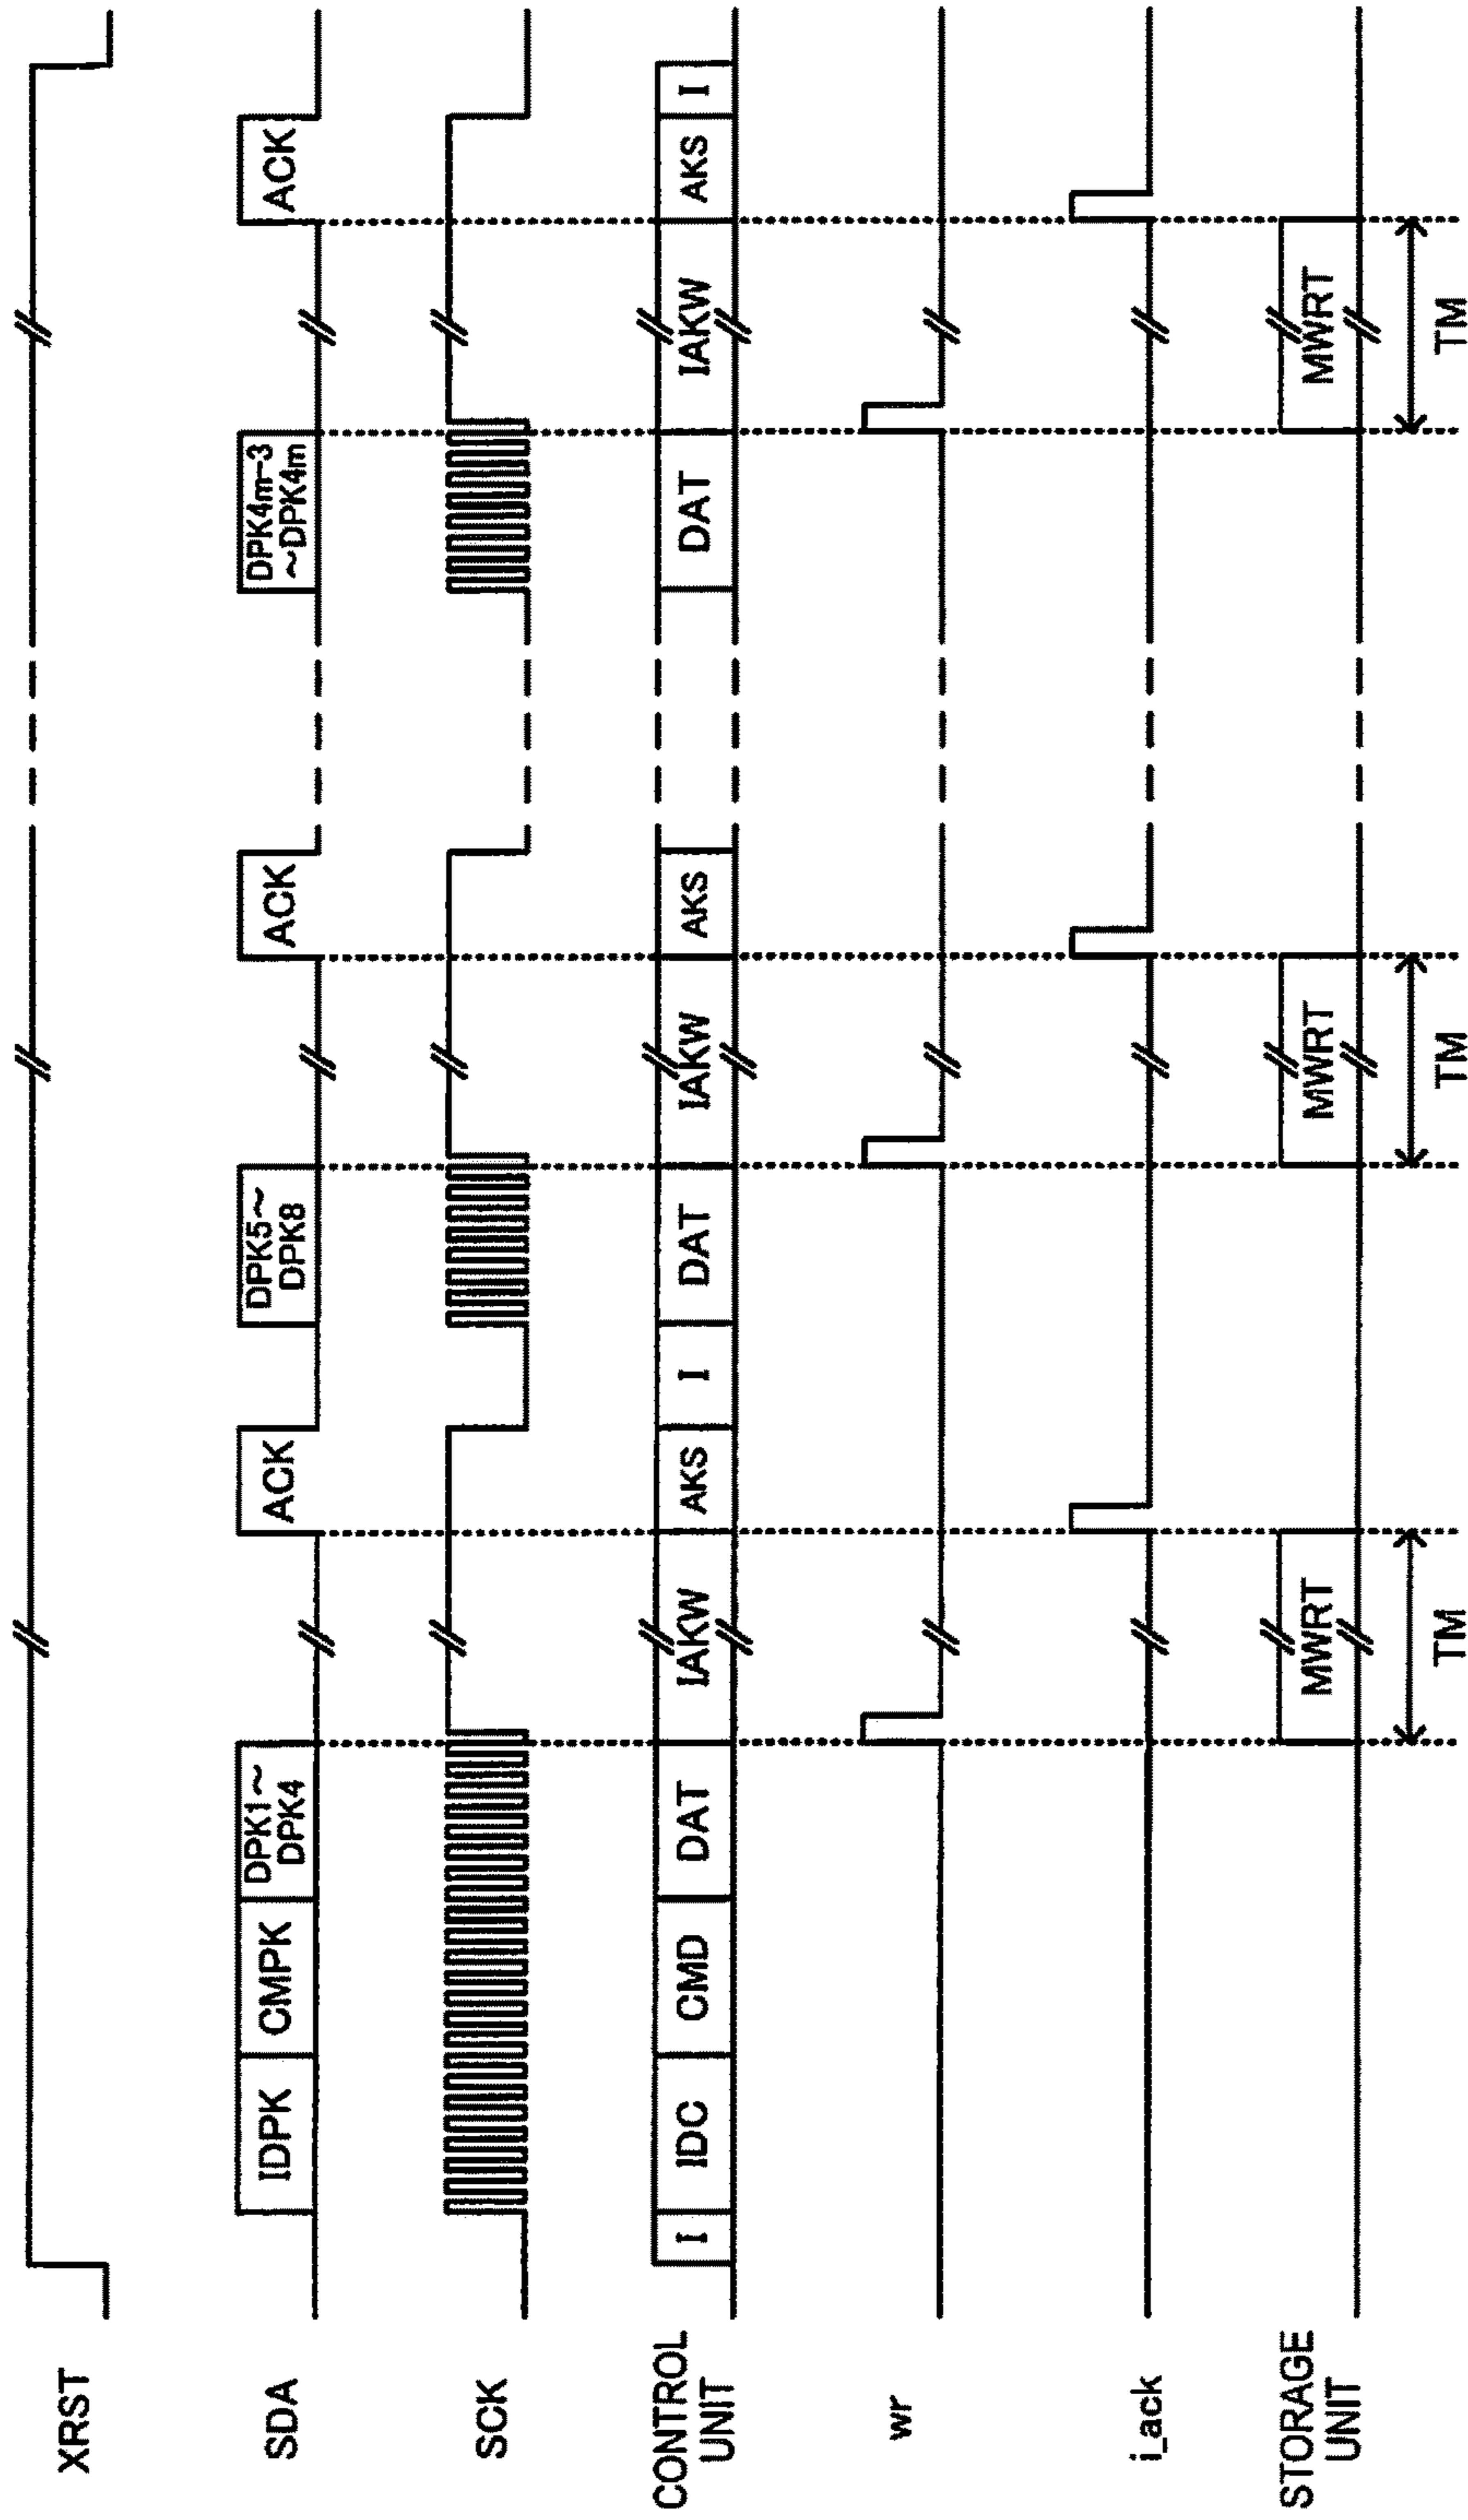 XRST
SDA
IDPK
CMPK
DPK1~
DPK4
ACK
DPK5~
DPK8
ACK
DPK4m-3
~DPK4m
ACK
SCK
CONTROL
UNIT
I
IDC
CMD
DAT
IAKW
AKS
I
DAT
IAKW
AKS
DAT
IAKW
AKS
I
wr
i_ack
STORAGE
UNIT
MWRT
MWRT
MWRT
TM
TM
TM